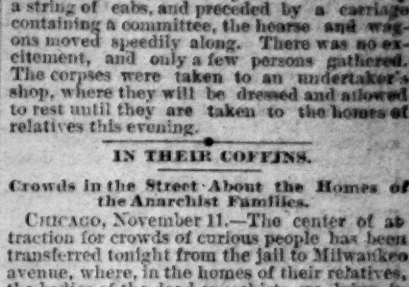 a string of cabs, and preceded by a carriage
containing a committee, the hearse and wag-
ons moved speedily along. There was no ex-
citement, and only a few persons gathered.
The corpses were taken to an undertaker's
shop, where they will be dressed and allowed
to rest until they are taken to the homes of
relatives this evening.
IN THEIR COFFINS.
Crowds in the Street About the Homes of
the Anarchist Families.
CHICAGO, November 11.—The center of at-
traction for crowds of curious people has been
transferred tonight from the jail to Milwaukee
avenue, where, in the homes of their relatives,